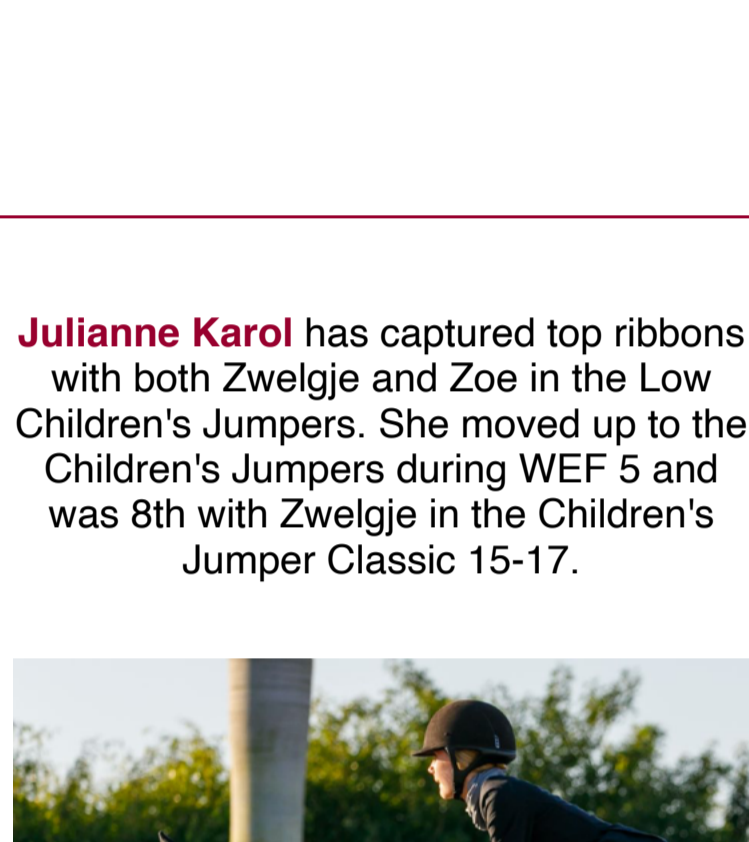 Julianne Karol has captured top ribbons
with both Zwelgje and Zoe in the Low
Children's Jumpers. She moved up to the
Children's Jumpers during WEF 5 and
was 8th with Zwelgje in the Children's
Jumper Classic 15-17.